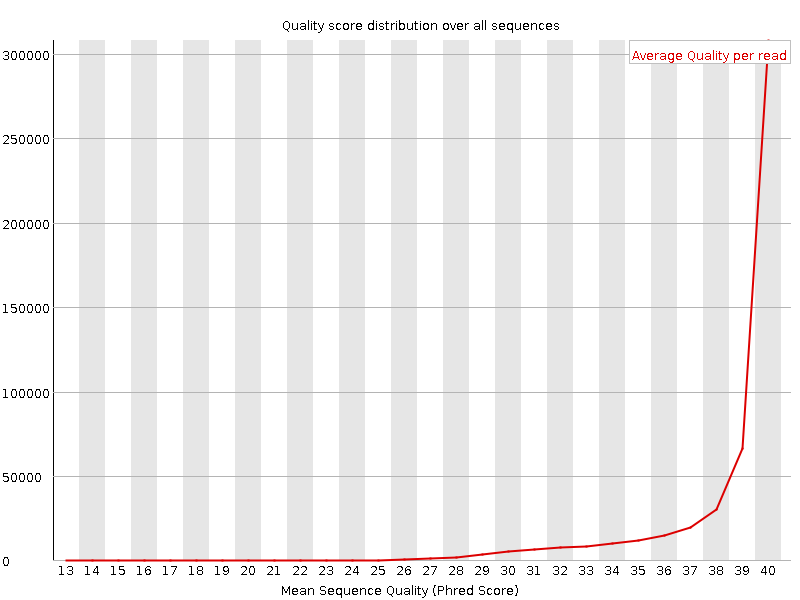 Quality score distribution over all sequences
Average Quality per read
300000
250000
200000
150000
100000
50000
0
13 14 15 16 17 18 19 20 21 22 23 24 25 26 27 28 29 30 31 32 33 34 35 36 37 38 39 40
Mean Sequence Quality (Phred Score)